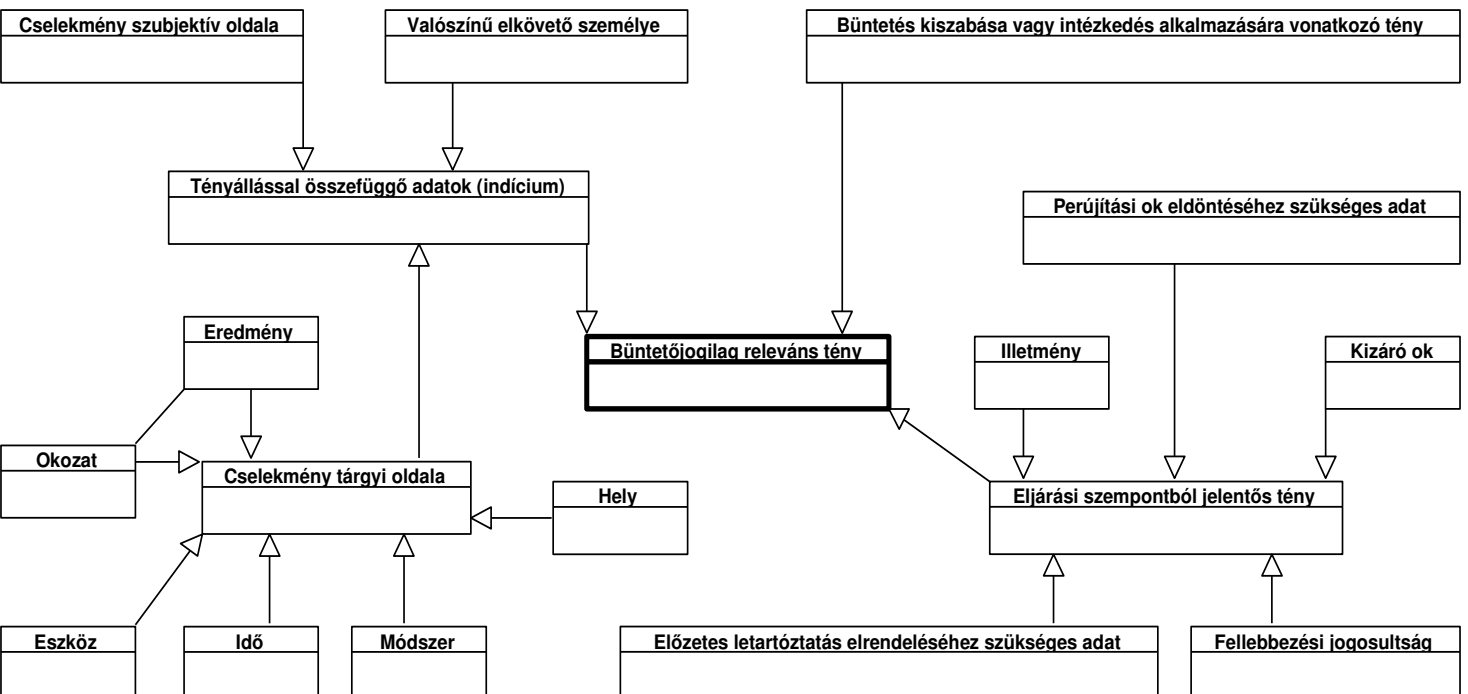 Cselekmény szubjektív oldala
Valószínű elkövető személye
Büntetés kiszabása vagy intézkedés alkalmazására vonatkozó tény
Tényállással összefüggő adatok (indícium)
Perújítási ok eldöntéséhez szükséges adat
Eredmény
Büntetőjogilag releváns tény
Illetmény
Kizáró ok
Okozat
Cselekmény tárgyi oldala
Hely
Eljárási szempontból jelentős tény
Eszköz
Idő
Módszer
Előzetes letartóztatás elrendeléséhez szükséges adat
Fellebbezési jogosultság